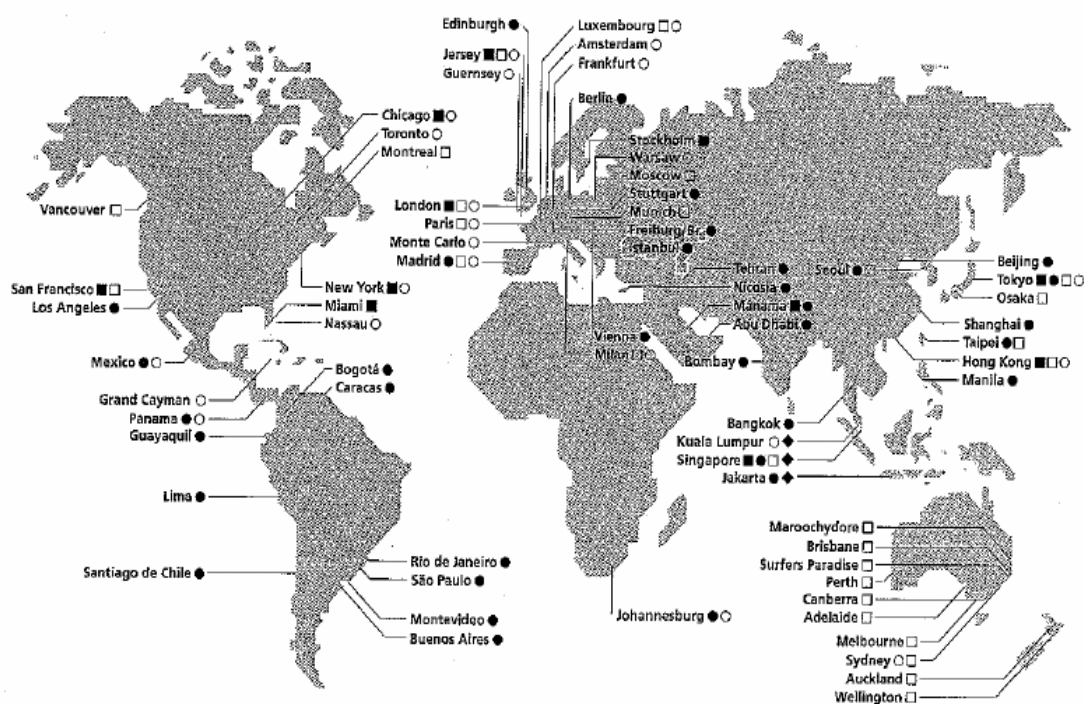 Edinburgh ●
Jersey ■□○
Guernsey ○
Luxembourg □○
Amsterdam ○
Frankfurt ○
Berlin ●
Chicago ■○
Toronto ○
Montreal □
Vancouver □
London ■□○
Paris □○
Monte Carlo ○
Madrid ●□○
Stockholm ■
Warsaw ○
Moscow □
Stuttgart ●
Munich □
Freiburg/Br. ●
Istanbul ●
San Francisco ■□
Los Angeles ●
New York ■○
Miami ■
Nassau ○
Mexico ●○
Grand Cayman ○
Panama ●○
Guayaquil ●
Bogotá ●
Caracas ●
Lima ●
Santiago de Chile ●
Rio de Janeiro ●
São Paulo ●
Montevideo ●
Buenos Aires ●
Vienna ●
Milan □○
Tehran ●
Nicosia ●
Manama ■●
Abu Dhabi ●
Bombay ●
Seoul ●□
Beijing ●
Tokyo ■●□○
Osaka □
Shanghai ●
Taipei ●□
Hong Kong ■□○
Manila ●
Bangkok ●
Kuala Lumpur ○◆
Singapore ■●□◆
Jakarta ●◆
Johannesburg ●○
Maroochydore □
Brisbane □
Surfers Paradise □
Perth □
Canberra □
Adelaide □
Melbourne □
Sydney ○□
Auckland □
Wellington □